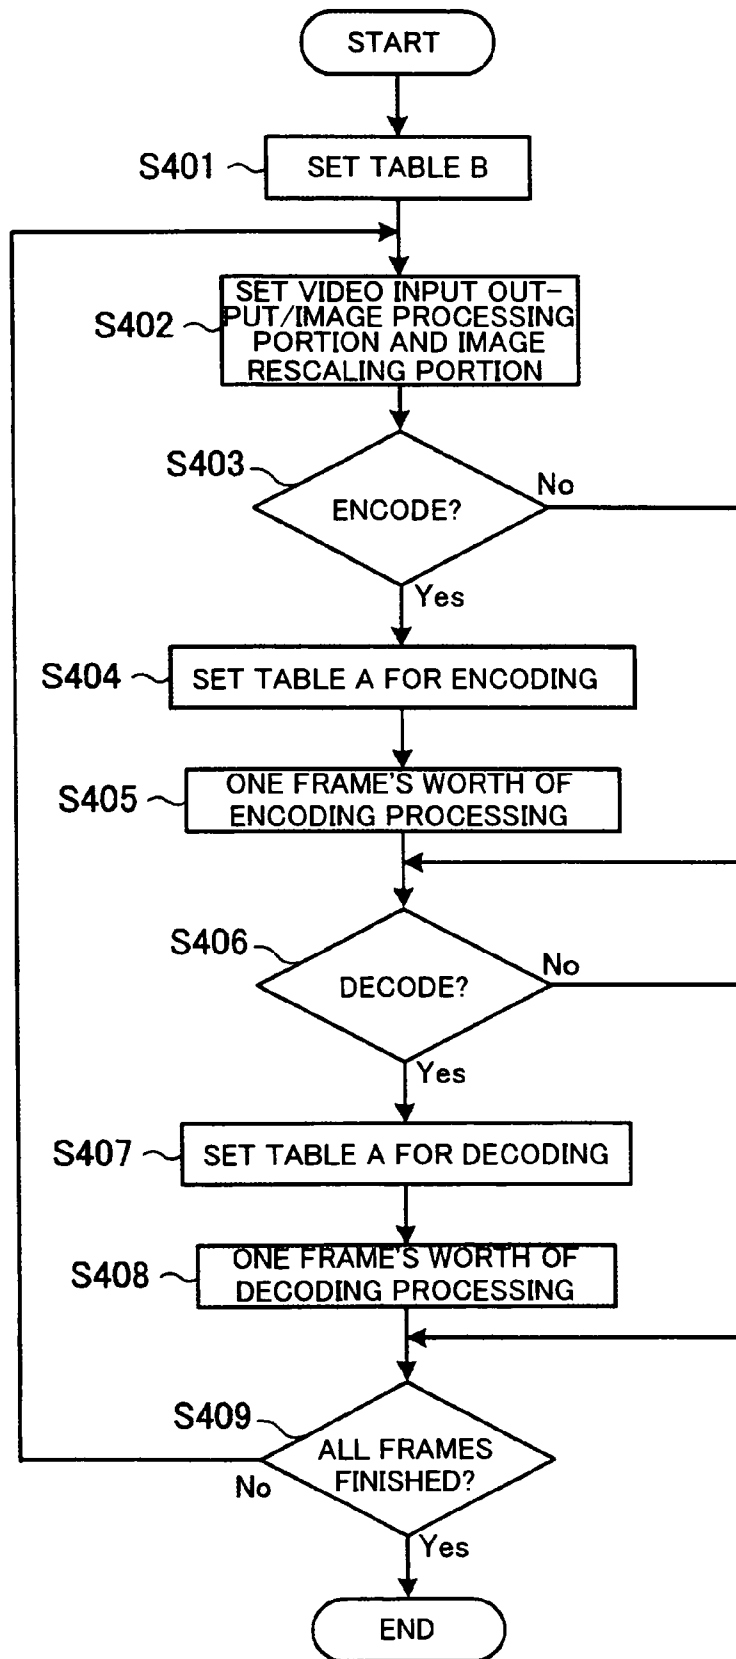 START
S401
SET TABLE B
S402
SET VIDEO INPUT OUT-
PUT/IMAGE PROCESSING
PORTION AND IMAGE
RESCALING PORTION
S403
ENCODE?
No
Yes
S404
SET TABLE A FOR ENCODING
S405
ONE FRAME'S WORTH OF
ENCODING PROCESSING
S406
DECODE?
No
Yes
S407
SET TABLE A FOR DECODING
S408
ONE FRAME'S WORTH OF
DECODING PROCESSING
S409
ALL FRAMES
FINISHED?
No
Yes
END